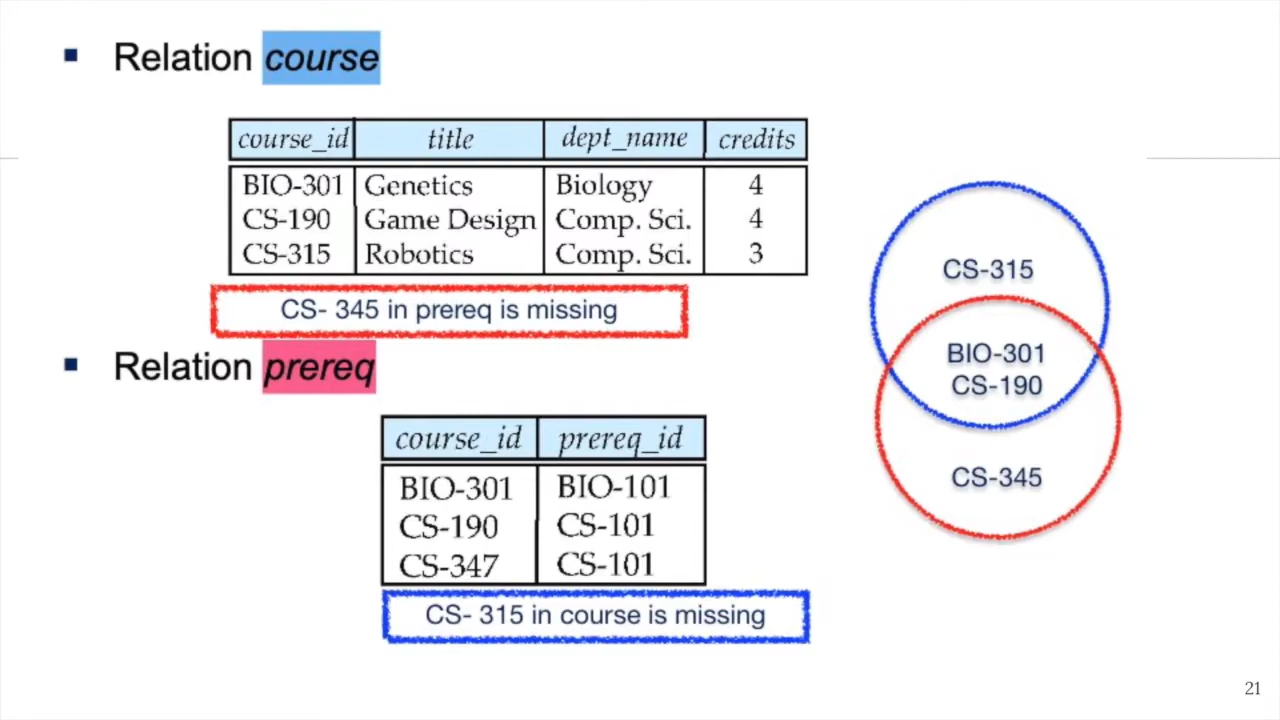 ▪ Relation course
course_id title dept_name credits
BIO-301 Genetics Biology 4
CS-190 Game Design Comp. Sci. 4
CS-315 Robotics Comp. Sci. 3
CS- 345 in prereq is missing
▪ Relation prereq
course_id prereq_id
BIO-301 BIO-101
CS-190 CS-101
CS-347 CS-101
CS- 315 in course is missing
CS-315
BIO-301
CS-190
CS-345
21